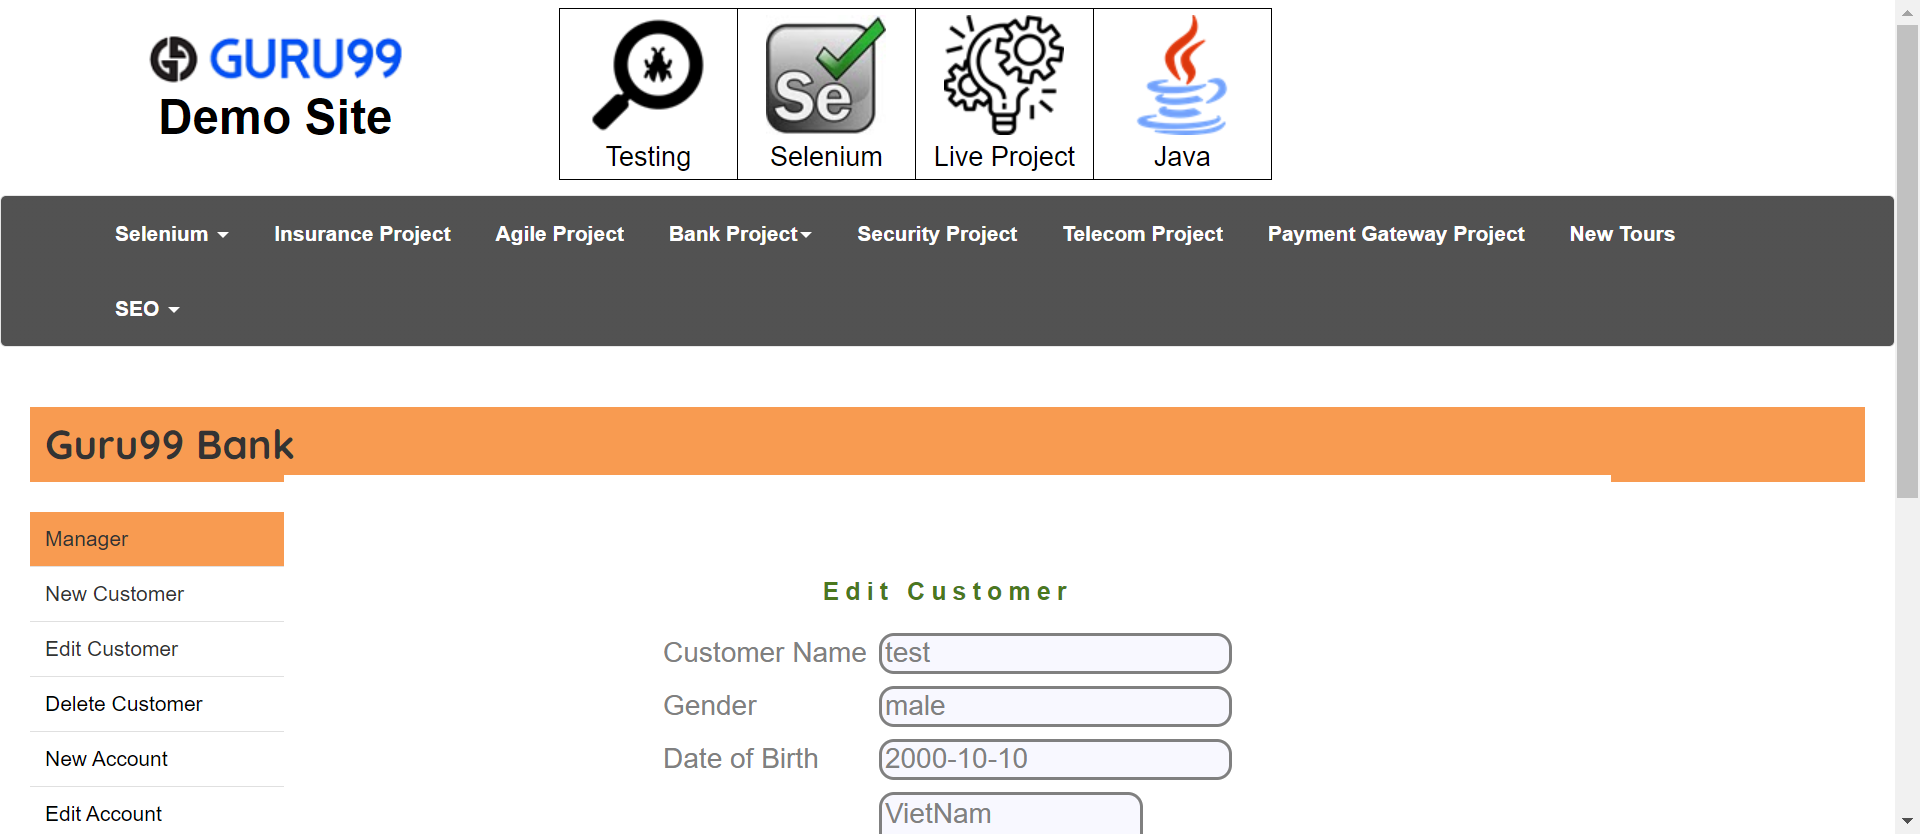 GURU99
Demo Site
Testing
Se
Selenium
Live Project
Java
Selenium
Insurance Project
Agile Project
Bank Project
Security Project
Telecom Project
Payment Gateway Project
New Tours
SEO
Guru99 Bank
Manager
New Customer
Edit Customer
Delete Customer
New Account
Edit Account
Edit Customer
Customer Name test
Gender male
Date of Birth 2000-10-10
VietNam